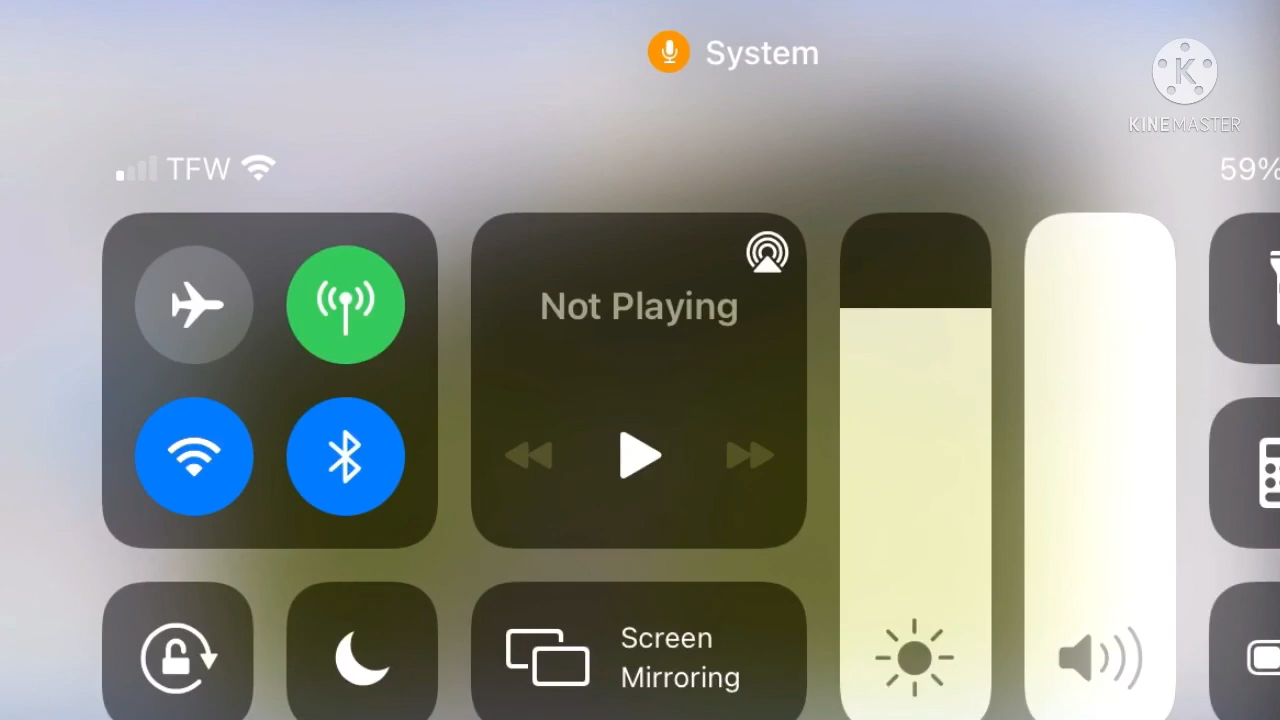 System
K
KINEMASTER
TFW
59%
Not Playing
Screen
Mirroring